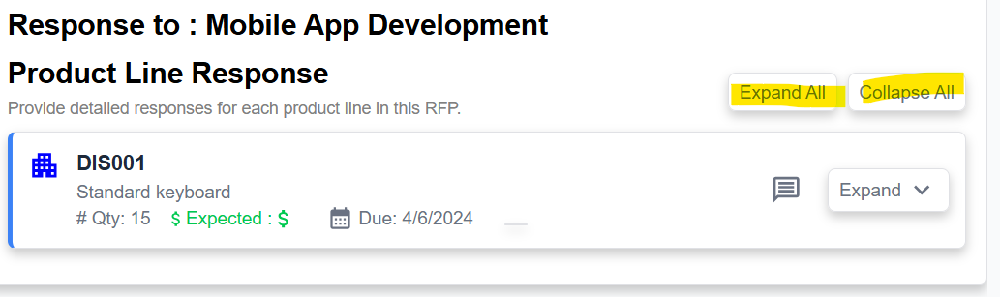 Response to : Mobile App Development
Product Line Response
Provide detailed responses for each product line in this RFP.
Expand All
Collapse All
DIS001
Standard keyboard
# Qty: 15 $ Expected : $ Due: 4/6/2024
Expand